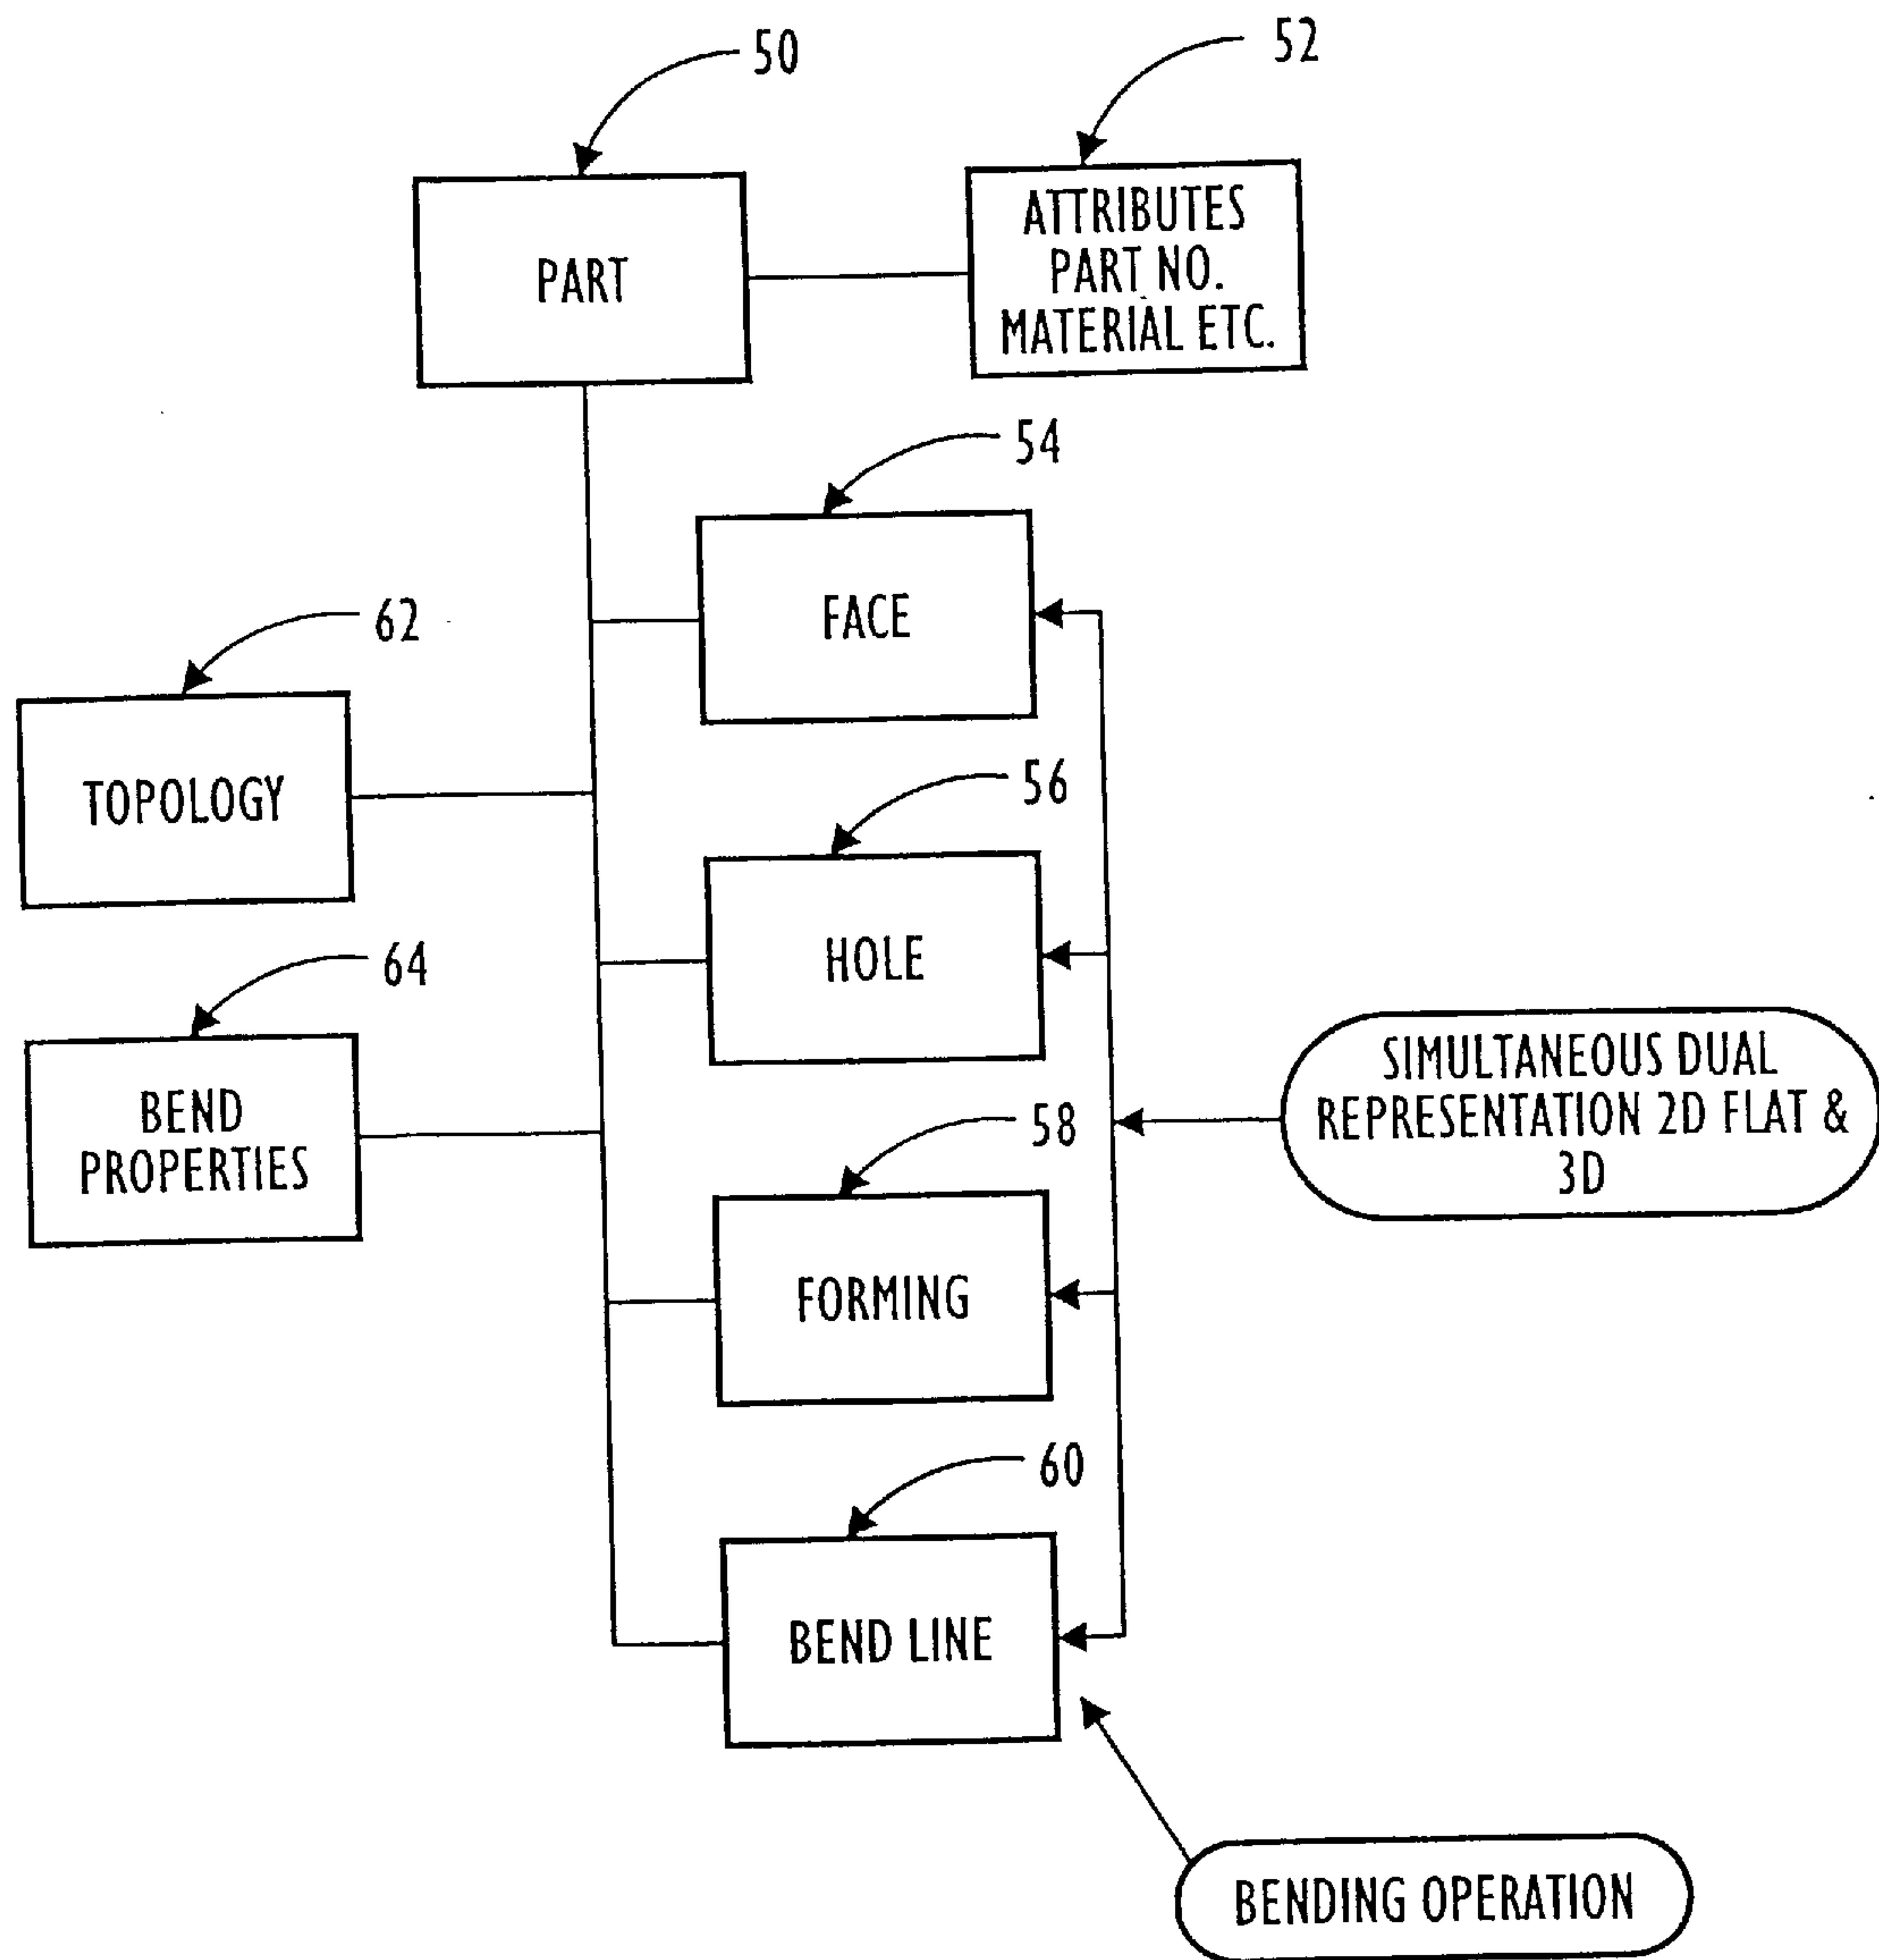 50
52
PART
ATTRIBUTES
PART NO.
MATERIAL ETC.
54
FACE
62
TOPOLOGY
56
HOLE
64
BEND
PROPERTIES
SIMULTANEOUS DUAL
REPRESENTATION 2D FLAT &
3D
58
FORMING
60
BEND LINE
BENDING OPERATION